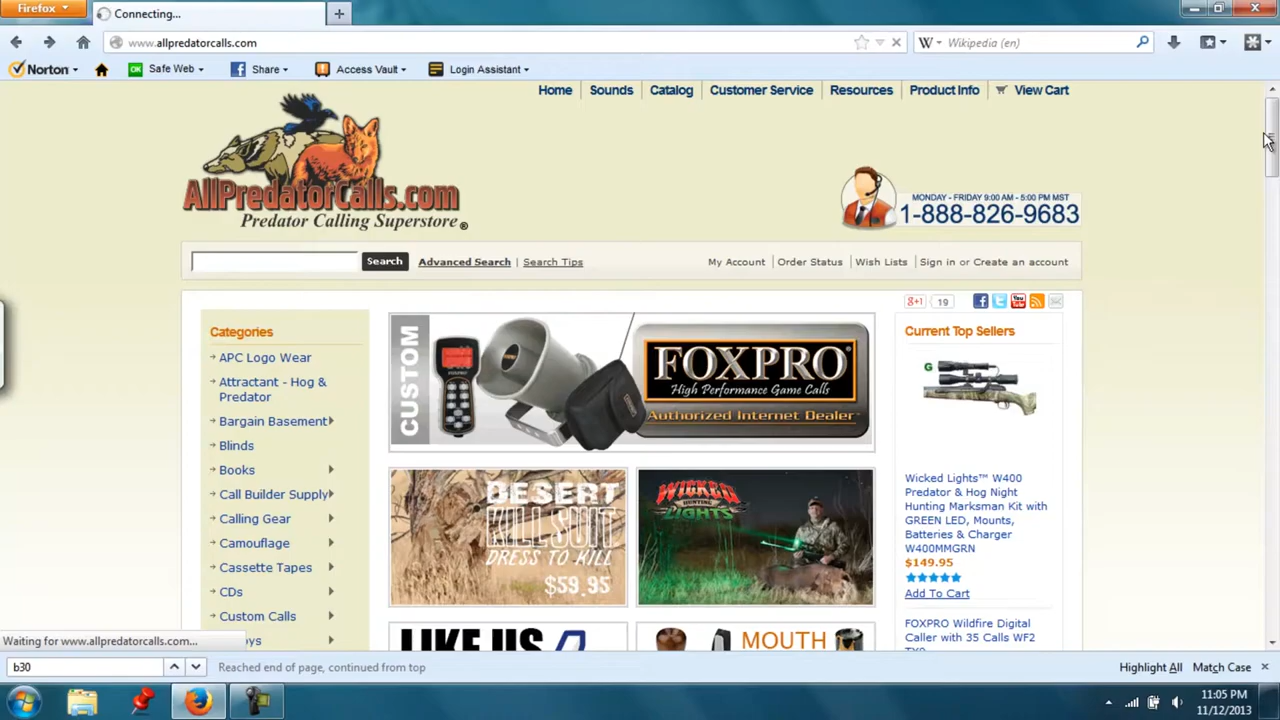 Firefox
Connecting...
www.allpredatorcalls.com
Wikipedia (en)
Norton
OK Safe Web
Share
Access Vault
Login Assistant
Home Sounds Catalog Customer Service Resources Product Info View Cart
AllPredatorCalls.com
Predator Calling Superstore®
MONDAY - FRIDAY 9:00 AM - 5:00 PM MST
1-888-826-9683
Search Advanced Search | Search Tips
My Account Order Status Wish Lists Sign in or Create an account
g+1 19
You Tube
Categories
APC Logo Wear
Attractant - Hog &
Predator
Bargain Basement
Blinds
Books
Call Builder Supply
Calling Gear
Camouflage
Cassette Tapes
CDs
Custom Calls
CUSTOM
FOXPRO
High Performance Game Calls
Authorized Internet Dealer
DESERT
KILL SUIT
DRESS TO KILL
$59.95
WICKED
HUNTING
LIGHTS
LIKE US
MOUTH
Current Top Sellers
G
Wicked Lights™ W400
Predator & Hog Night
Hunting Marksman Kit with
GREEN LED, Mounts,
Batteries & Charger
W400MMGRN
$149.95
Add To Cart
FOXPRO Wildfire Digital
Caller with 35 Calls WF2
Waiting for www.allpredatorcalls.com...
b30
Reached end of page, continued from top
Highlight All Match Case
11:05 PM
11/12/2013